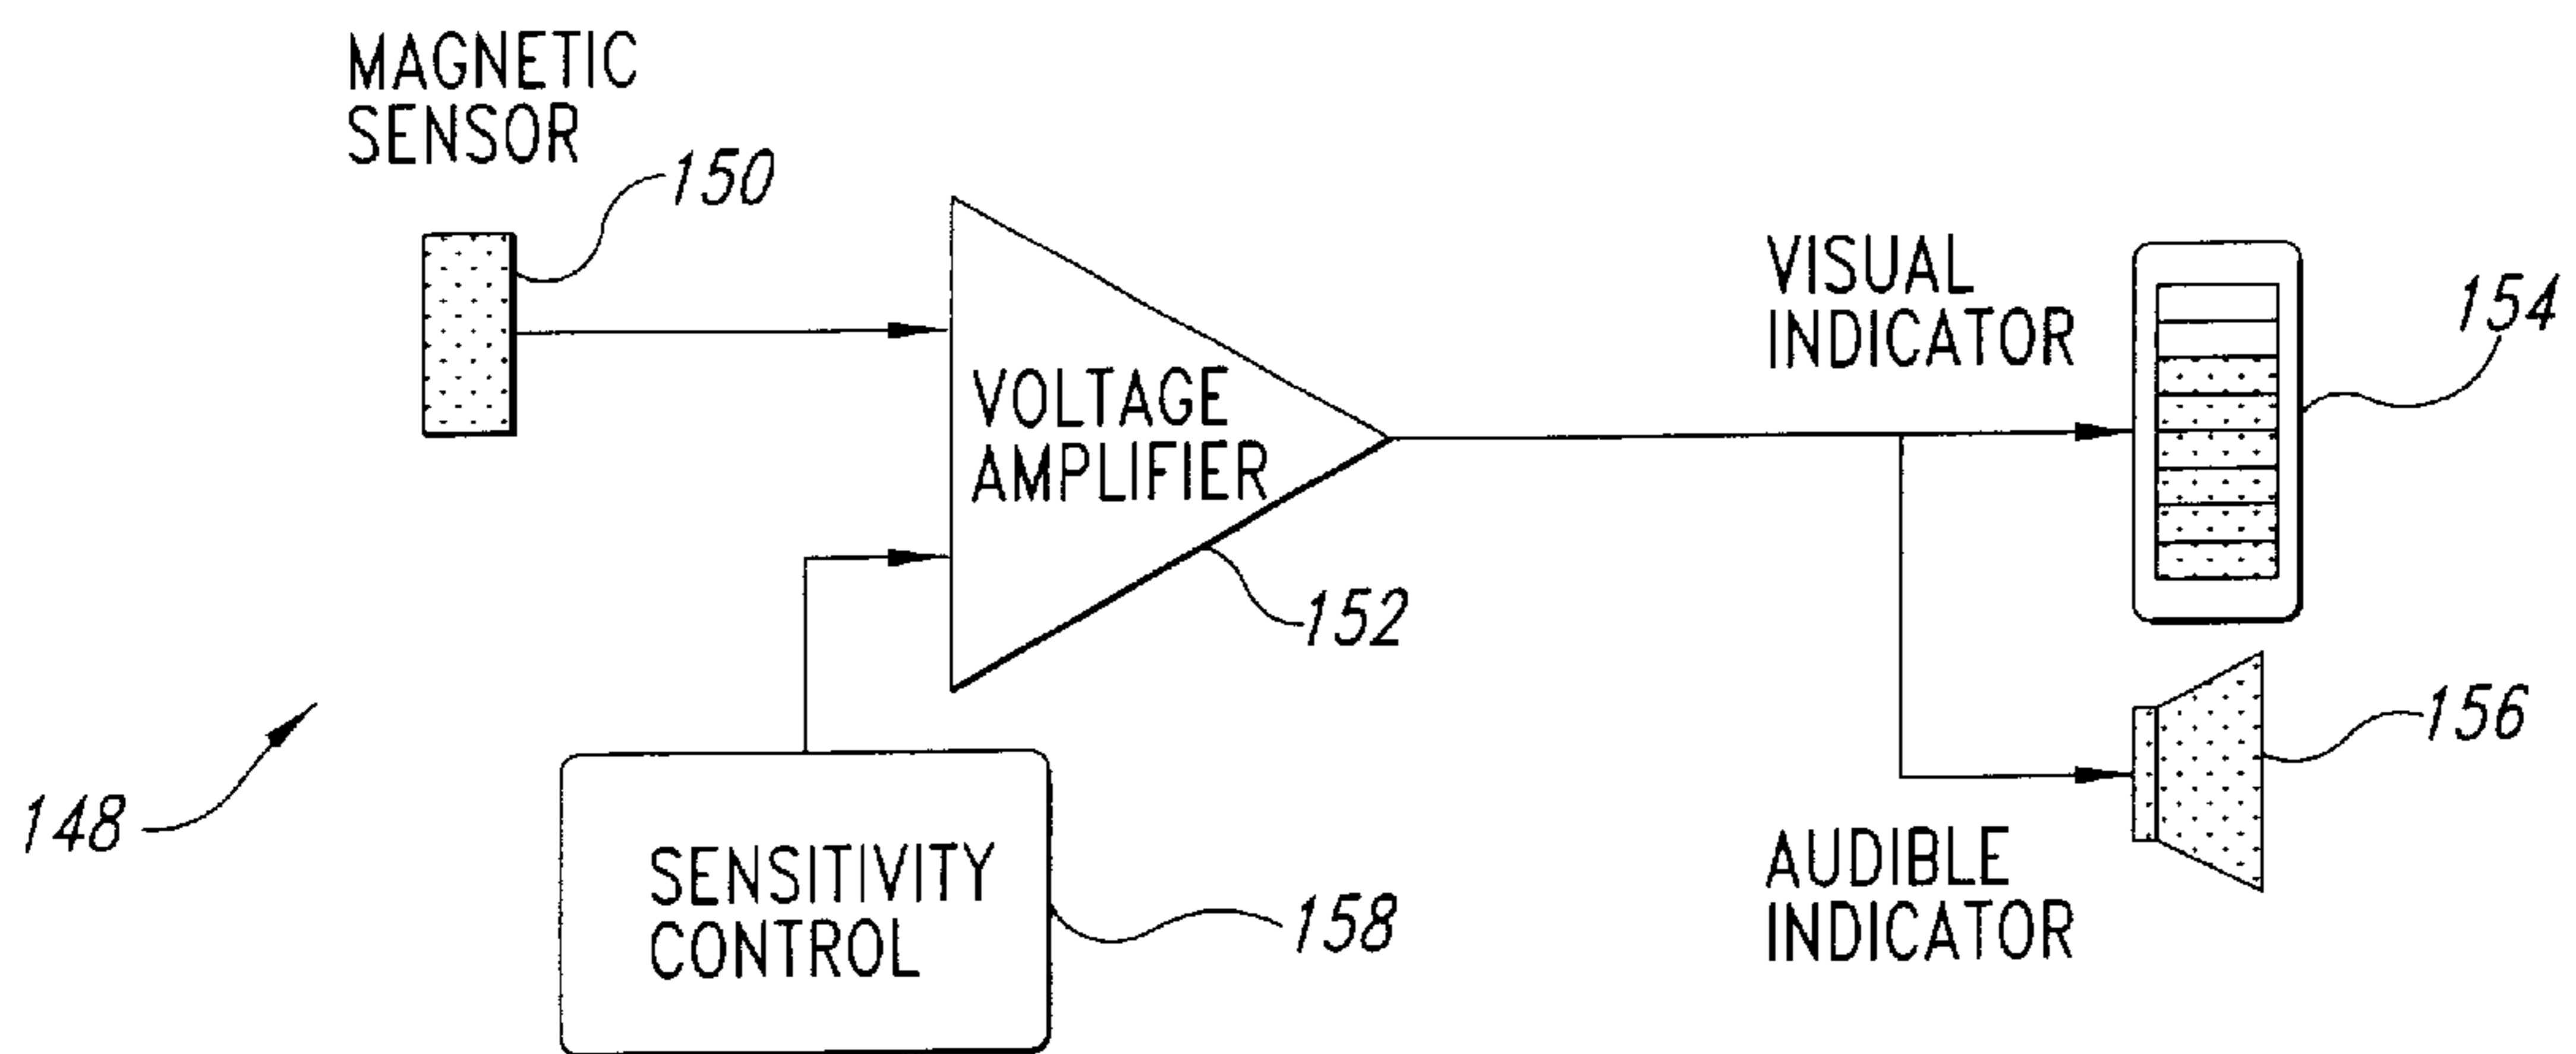 MAGNETIC
SENSOR
150
VOLTAGE
AMPLIFIER
152
VISUAL
INDICATOR
154
156
148
SENSITIVITY
CONTROL
158
AUDIBLE
INDICATOR